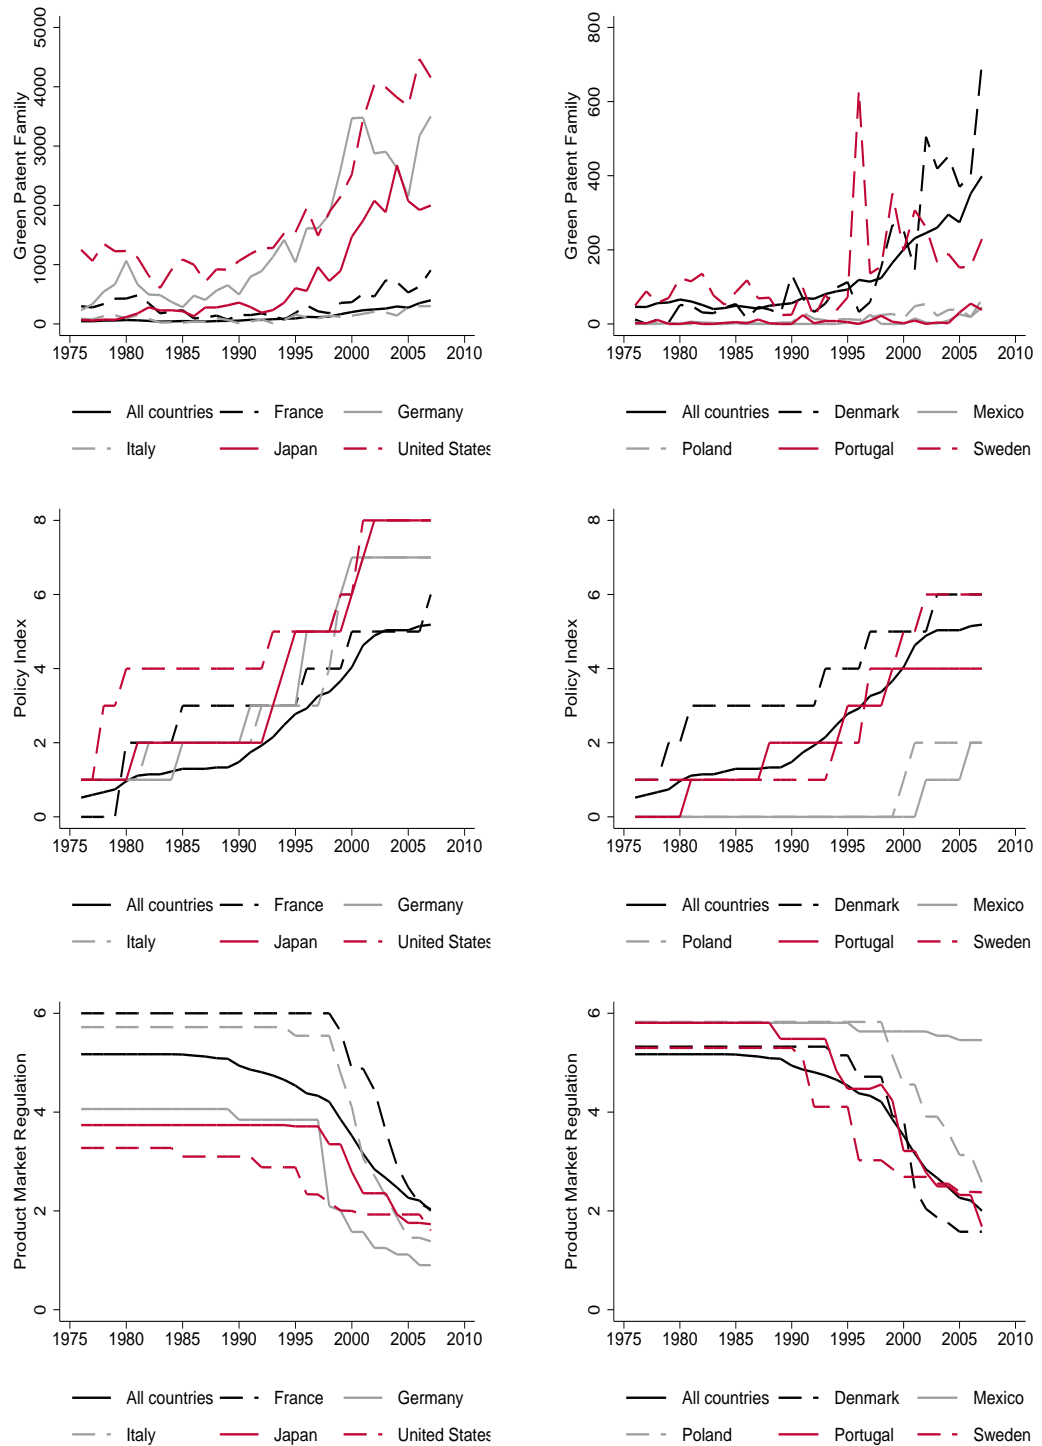 Green Patent Family
0 1000 2000 3000 4000 5000
1975 1980 1985 1990 1995 2000 2005 2010
All countries France Germany
Italy Japan United States
Green Patent Family
0 200 400 600 800
1975 1980 1985 1990 1995 2000 2005 2010
All countries Denmark Mexico
Poland Portugal Sweden
Policy Index
0 2 4 6 8
1975 1980 1985 1990 1995 2000 2005 2010
All countries France Germany
Italy Japan United States
Policy Index
0 2 4 6 8
1975 1980 1985 1990 1995 2000 2005 2010
All countries Denmark Mexico
Poland Portugal Sweden
Product Market Regulation
0 2 4 6
1975 1980 1985 1990 1995 2000 2005 2010
All countries France Germany
Italy Japan United States
Product Market Regulation
0 2 4 6
1975 1980 1985 1990 1995 2000 2005 2010
All countries Denmark Mexico
Poland Portugal Sweden